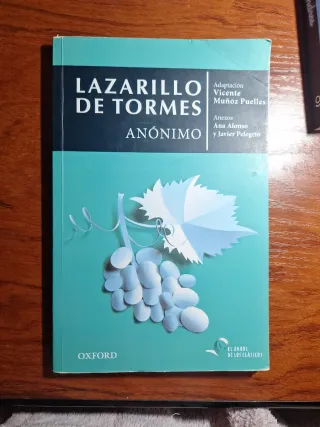 LAZARILLO
DE TORMES
ANÓNIMO
Adaptación
Vicente
Muñoz Puelles
Anexos
Ana Alonso
y Javier Pelegrín
OXFORD
EL ÁRBOL
DE LOS CLÁSICOS